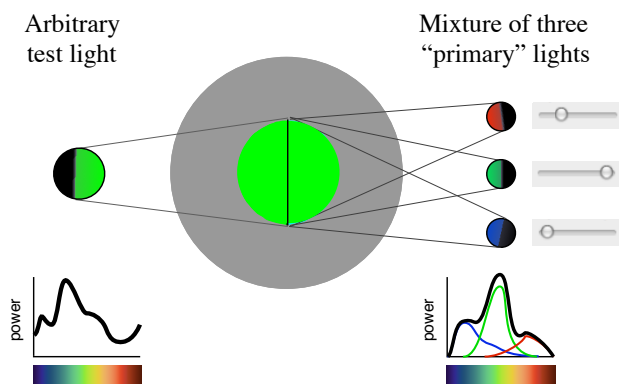 Arbitrary
test light
Mixture of three
“primary” lights
power
power